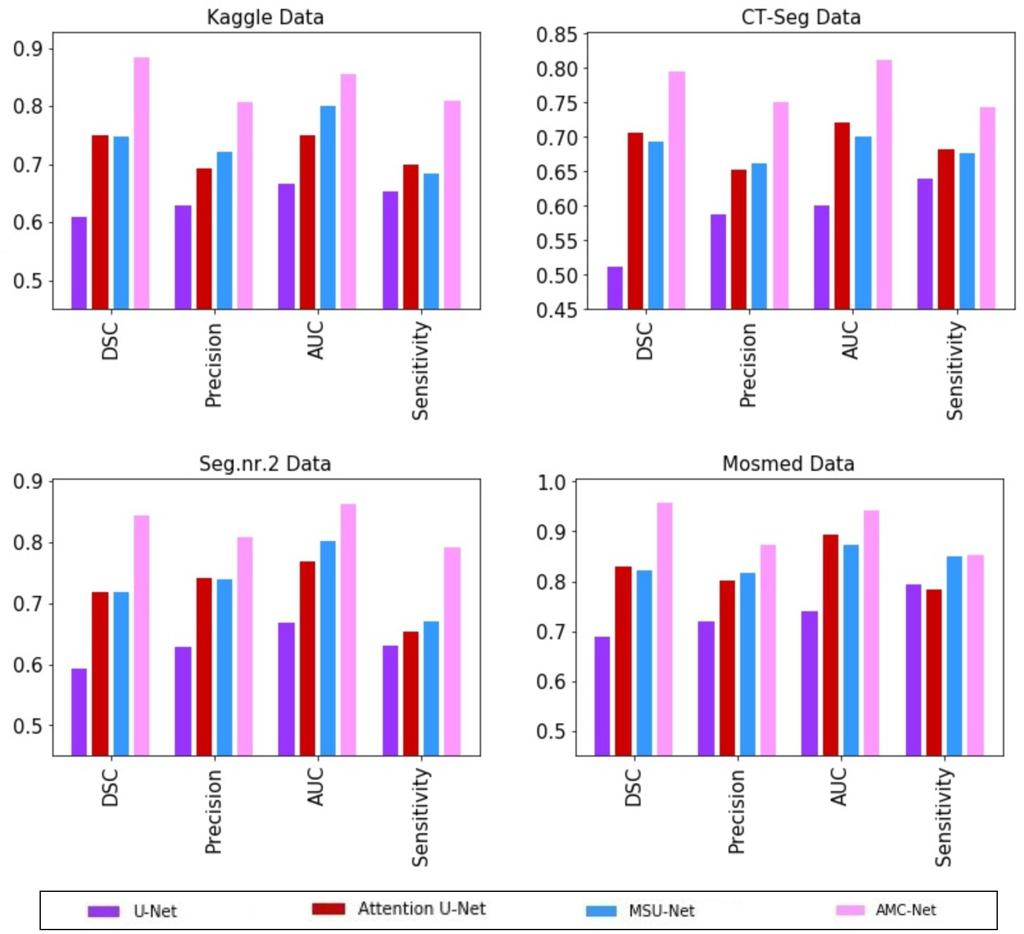 Kaggle Data
0.9
0.8
0.7
0.6
0.5
DSC
Precision
AUC
Sensitivity
CT-Seg Data
0.85
0.80
0.75
0.70
0.65
0.60
0.55
0.50
0.45
DSC
Precision
AUC
Sensitivity
Seg.nr.2 Data
0.9
0.8
0.7
0.6
0.5
DSC
Precision
AUC
Sensitivity
Mosmed Data
1.0
0.9
0.8
0.7
0.6
0.5
DSC
Precision
AUC
Sensitivity
U-Net Attention U-Net MSU-Net AMC-Net